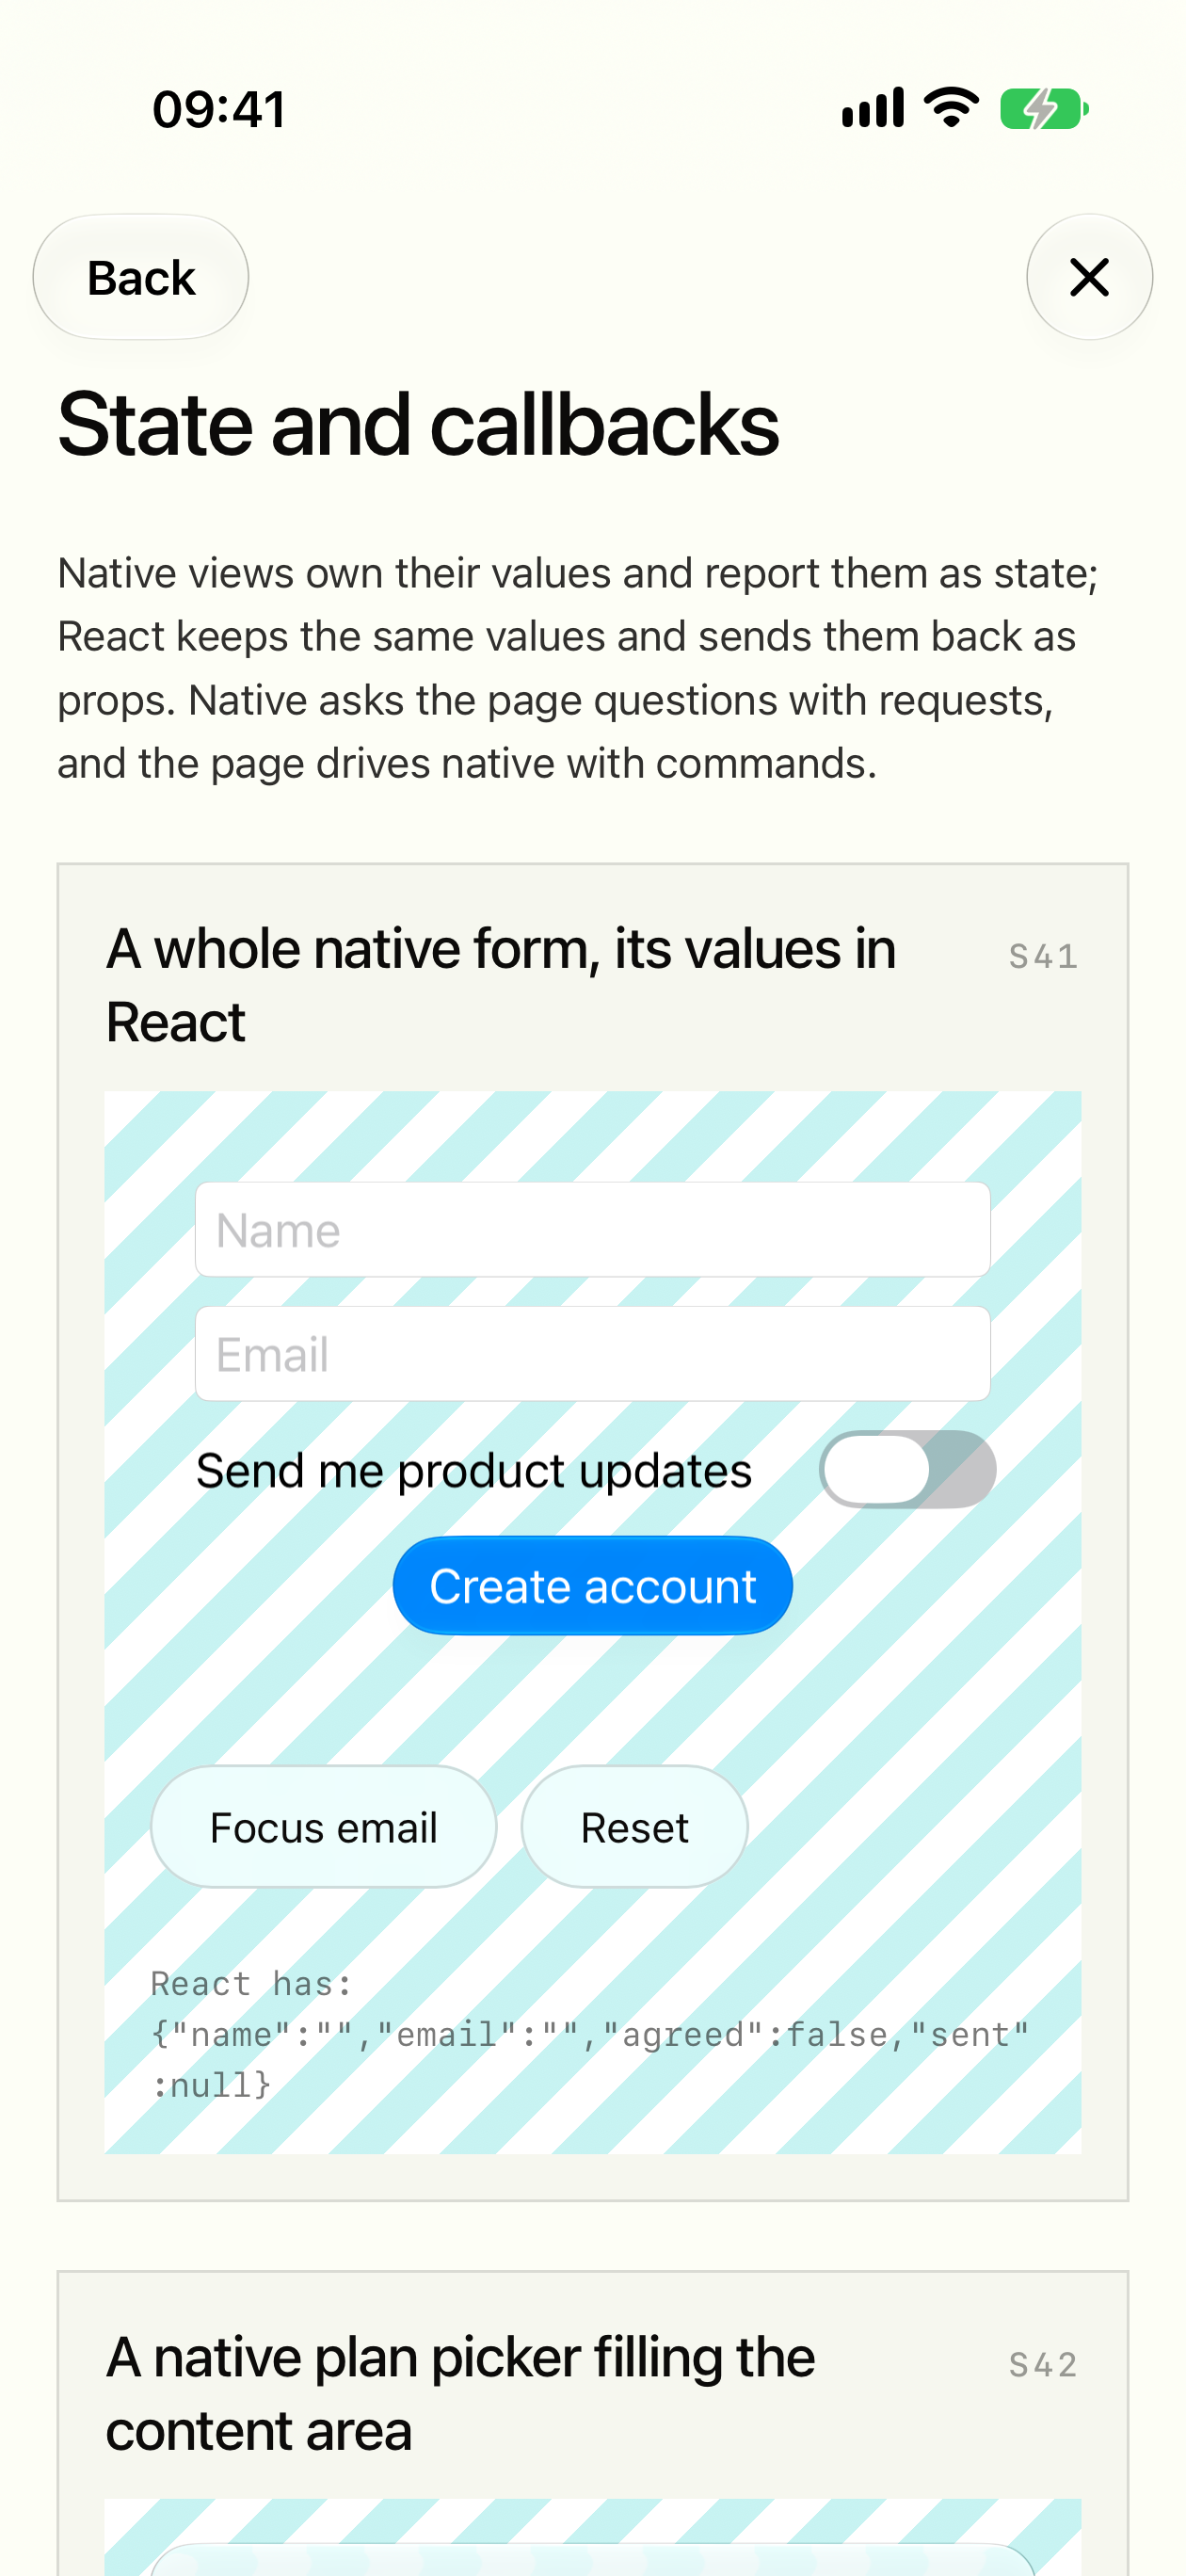 09:41
Back
State and callbacks
Native views own their values and report them as state;
React keeps the same values and sends them back as
props. Native asks the page questions with requests,
and the page drives native with commands.
A whole native form, its values in
React
S41
Name
Email
Send me product updates
Create account
Focus email
Reset
React has:
{"name":"","email":"","agreed":false,"sent"
:null}
A native plan picker filling the
content area
S42